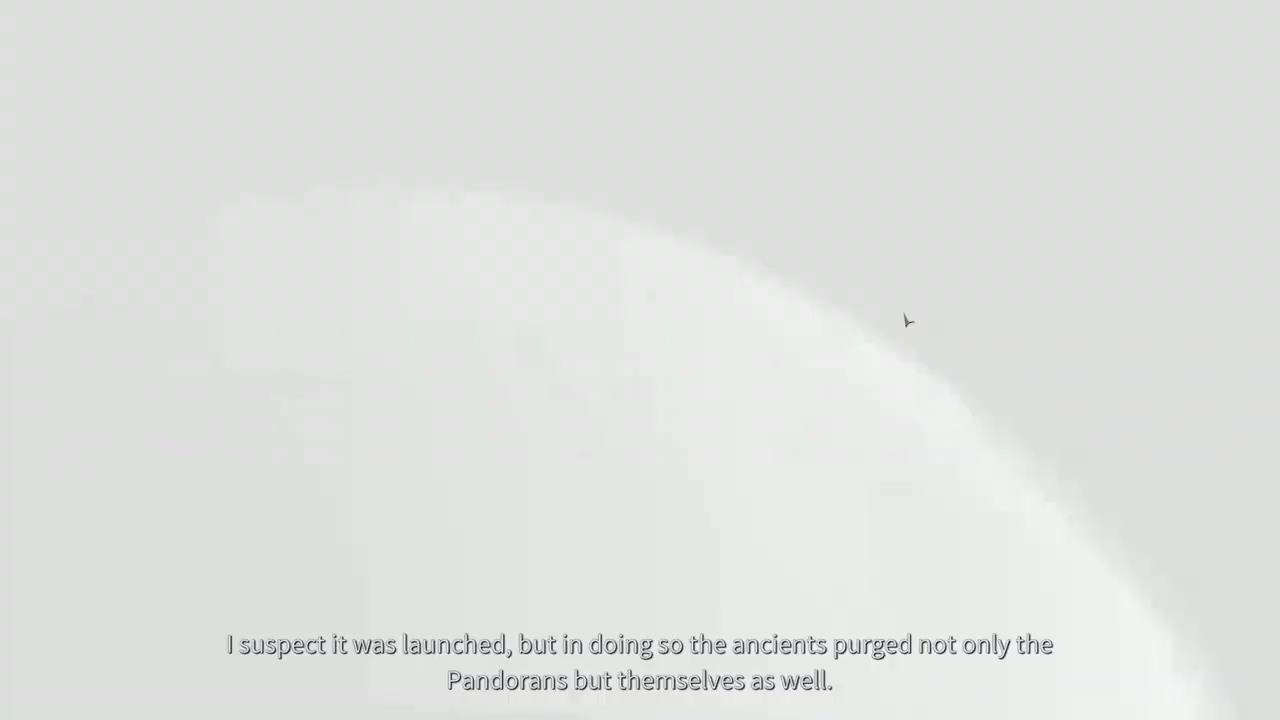 I suspect it was launched, but in doing so the ancients purged not only the
Pandorans but themselves as well.